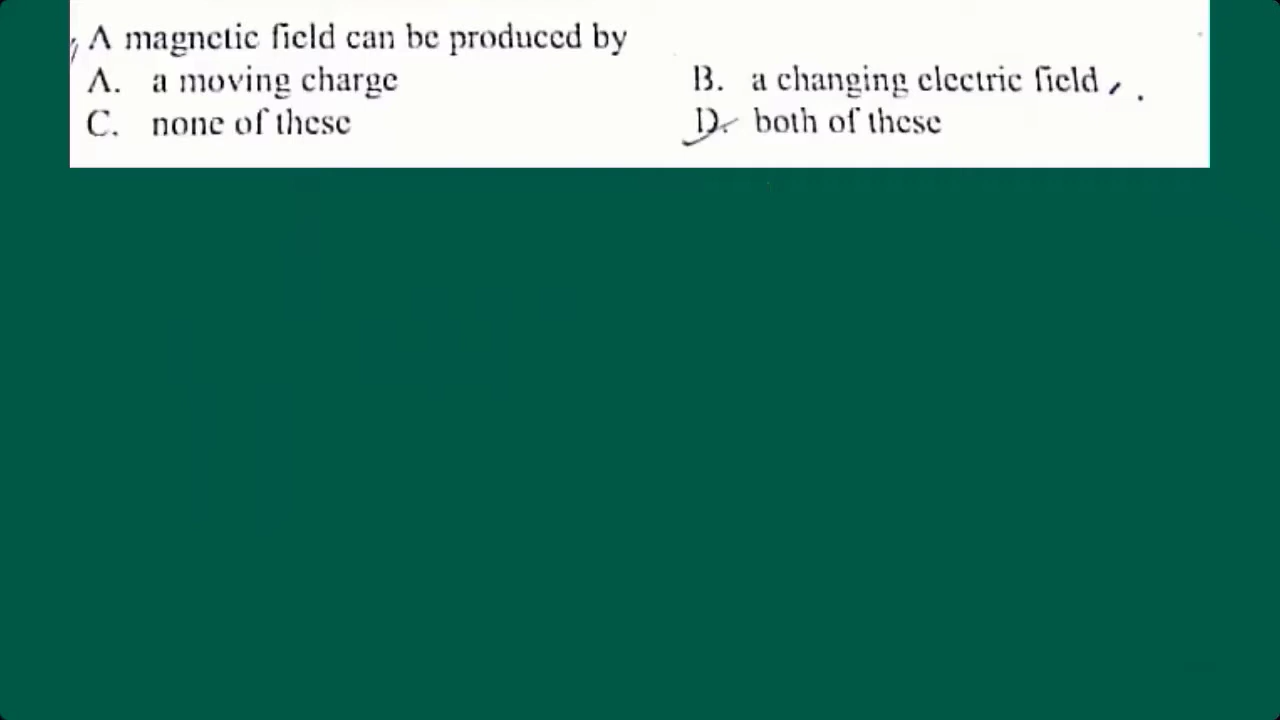 A magnetic field can be produced by
A. a moving charge
B. a changing electric field
C. none of these
D. both of these